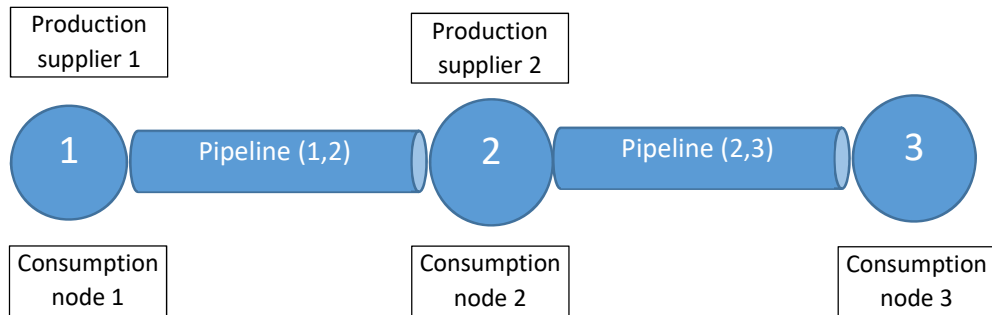 Production
supplier 1
Production
supplier 2
1
Pipeline (1,2)
2
Pipeline (2,3)
3
Consumption
node 1
Consumption
node 2
Consumption
node 3